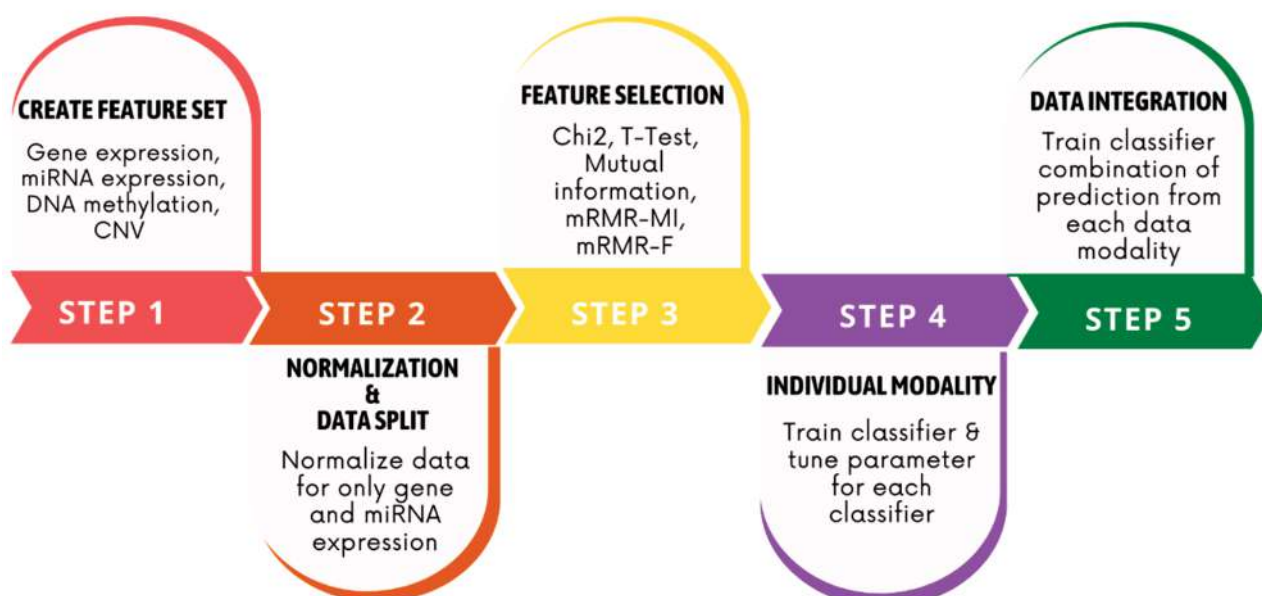 CREATE FEATURE SET
Gene expression,
miRNA expression,
DNA methylation,
CNV
STEP 1
STEP 2
NORMALIZATION
&
DATA SPLIT
Normalize data
for only gene
and miRNA
expression
FEATURE SELECTION
Chi2, T-Test,
Mutual
information,
mRMR-MI,
mRMR-F
STEP 3
STEP 4
INDIVIDUAL MODALITY
Train classifier &
tune parameter
for each
classifier
DATA INTEGRATION
Train classifier
combination of
prediction from
each data
modality
STEP 5